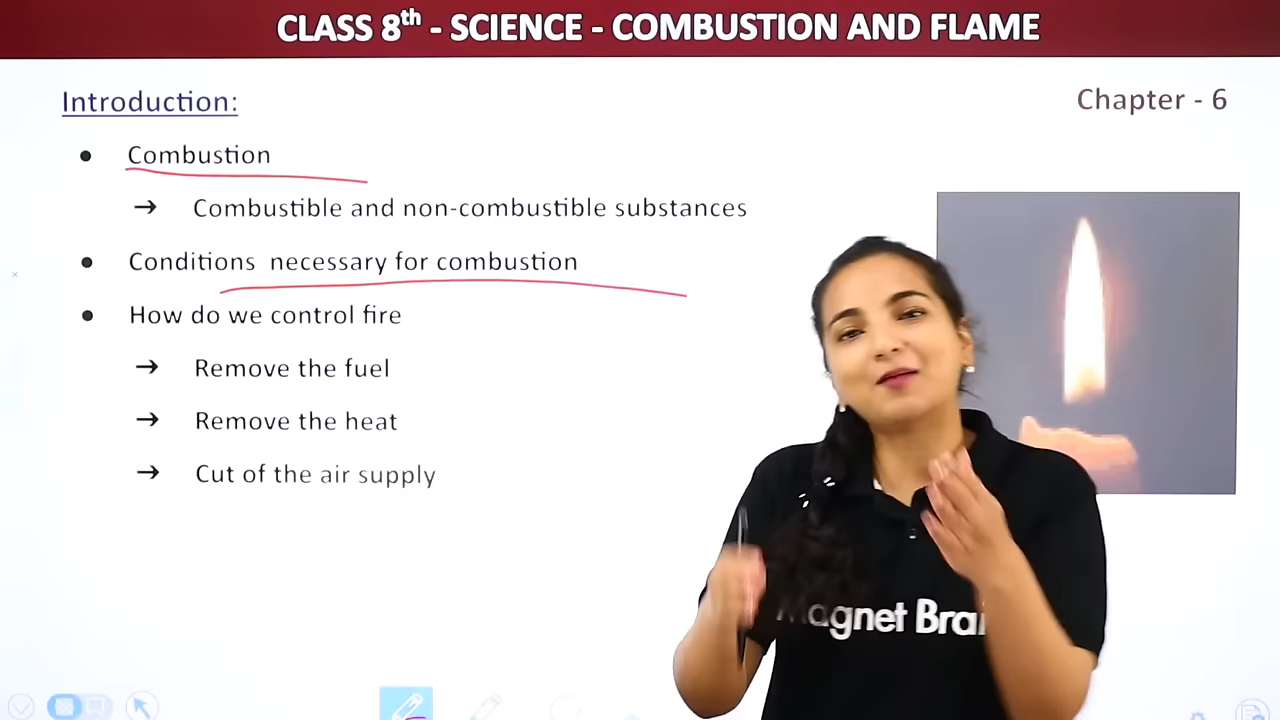 CLASS 8th - SCIENCE - COMBUSTION AND FLAME
Introduction:
Chapter - 6
Combustion
→ Combustible and non-combustible substances
Conditions necessary for combustion
How do we control fire
→ Remove the fuel
→ Remove the heat
→ Cut of the air supply
agnet Brai